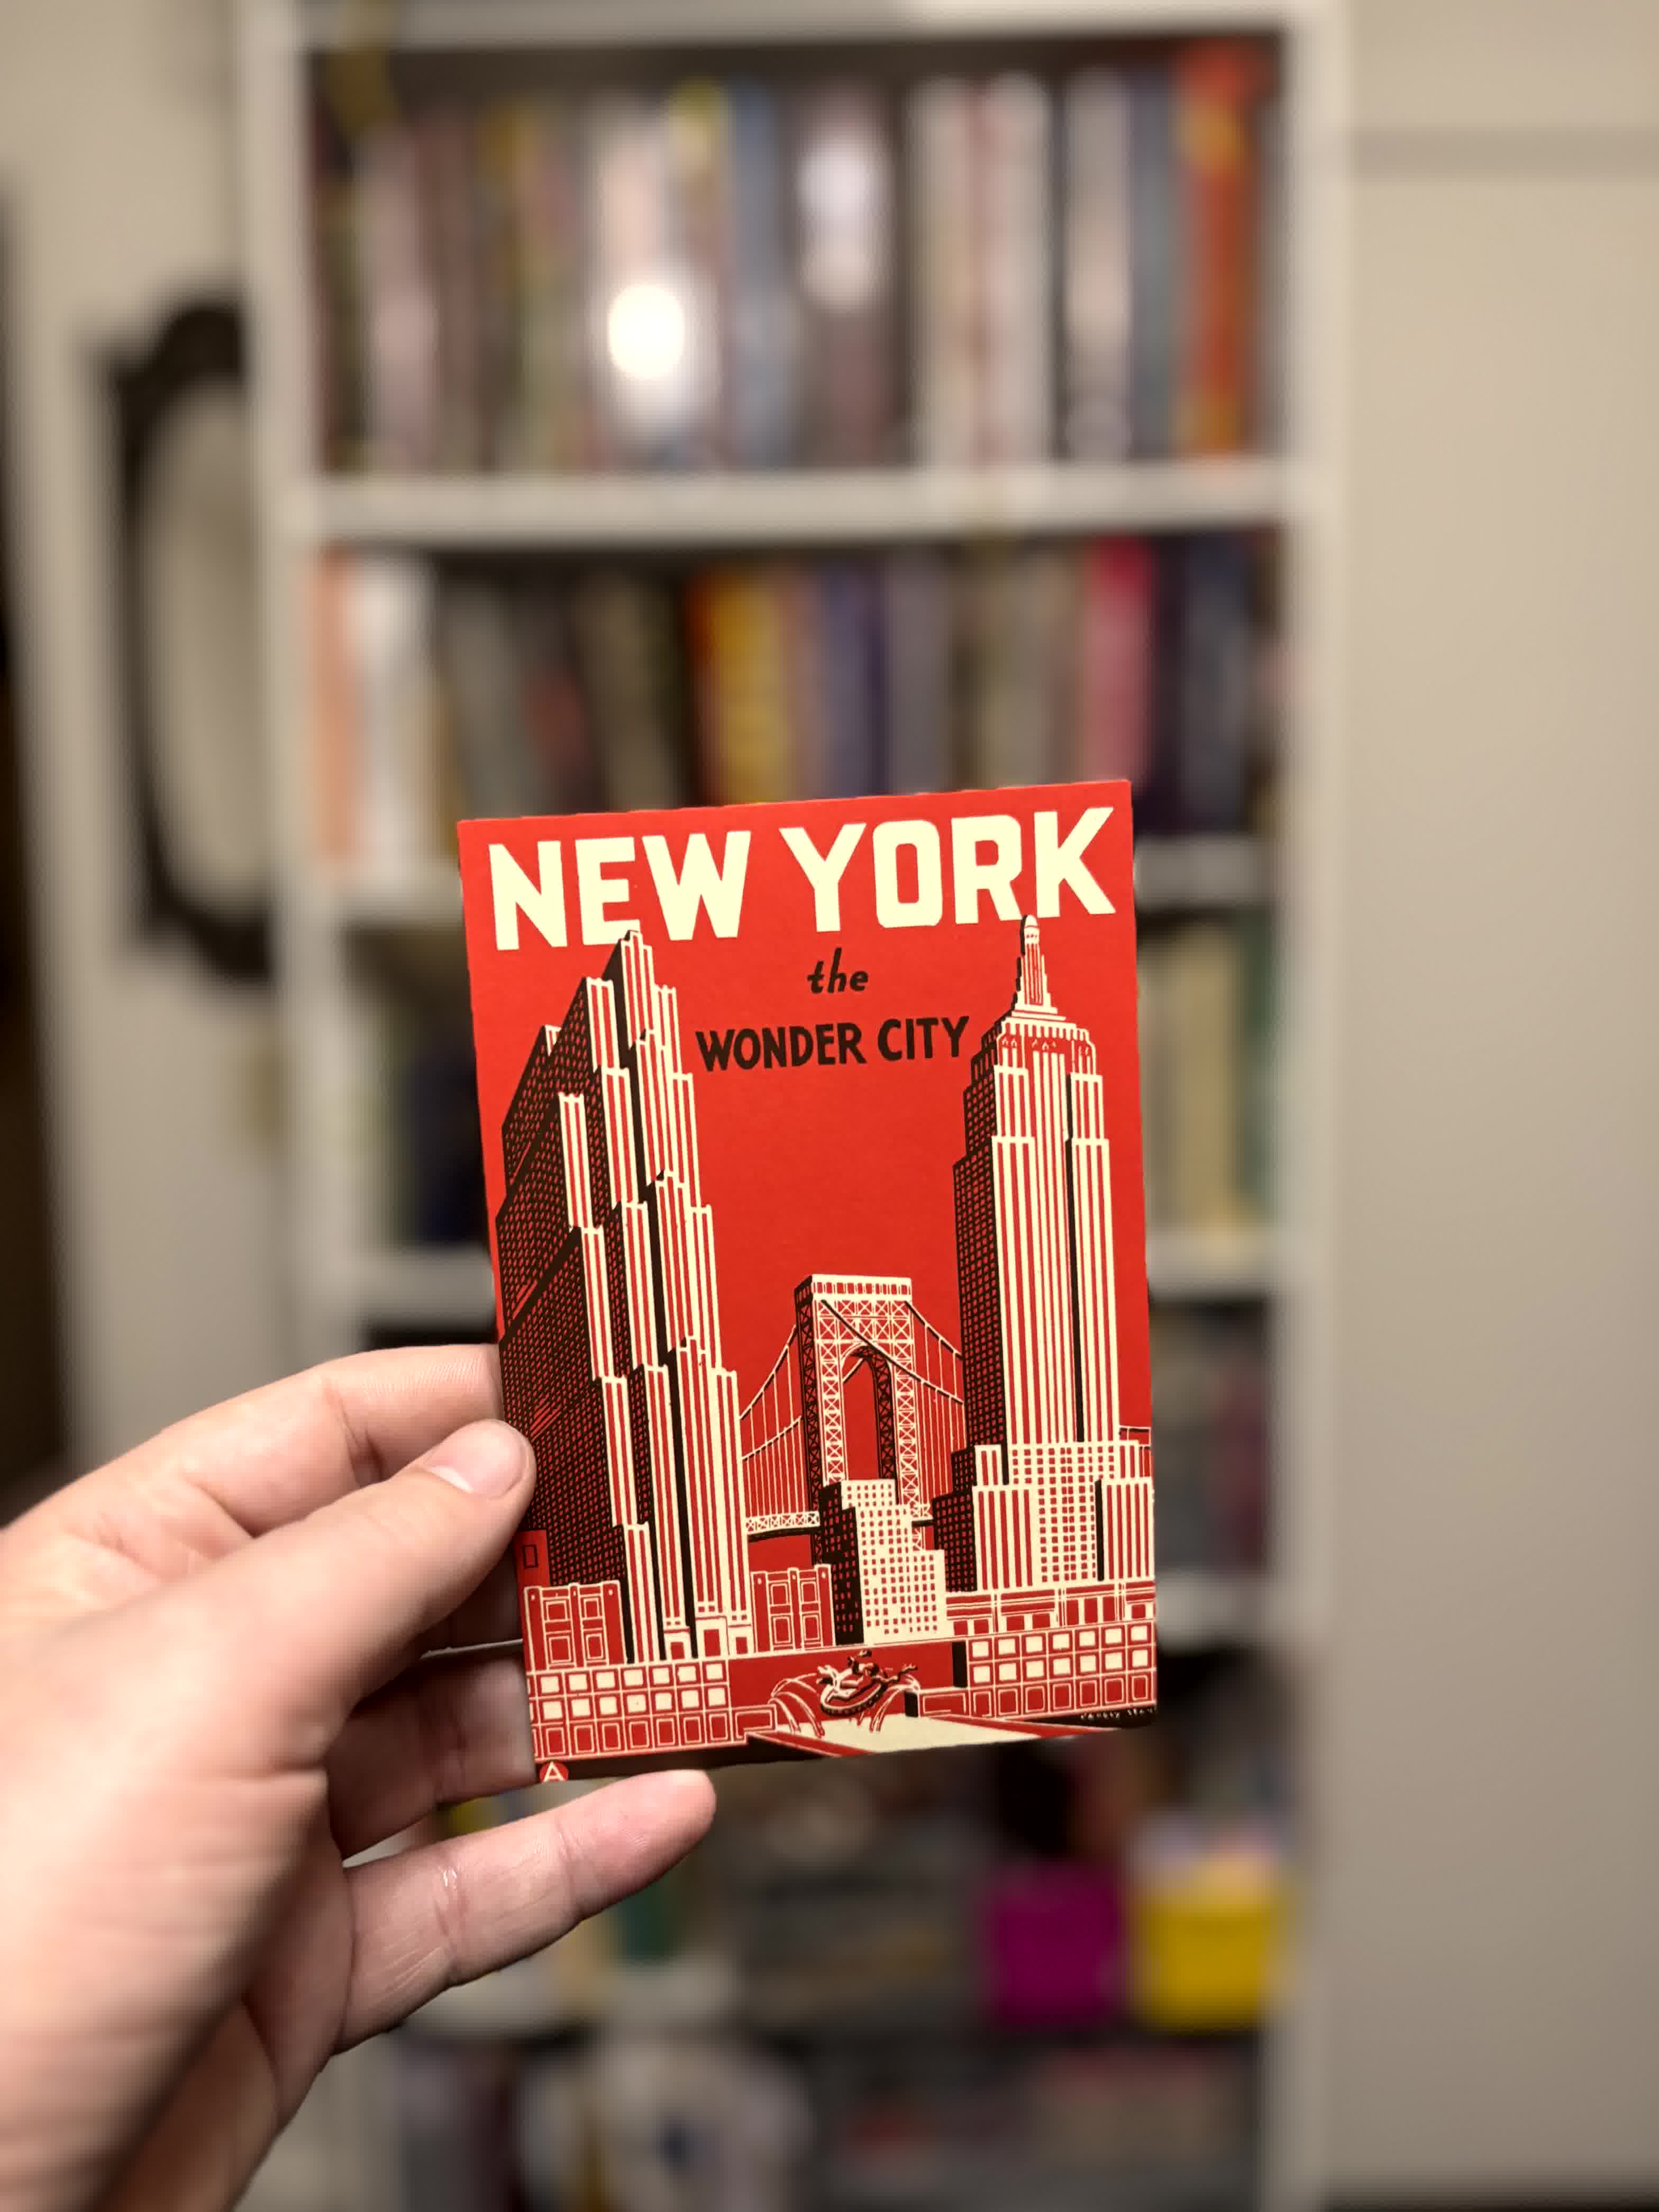 NEW YORK
the
WONDER CITY
A